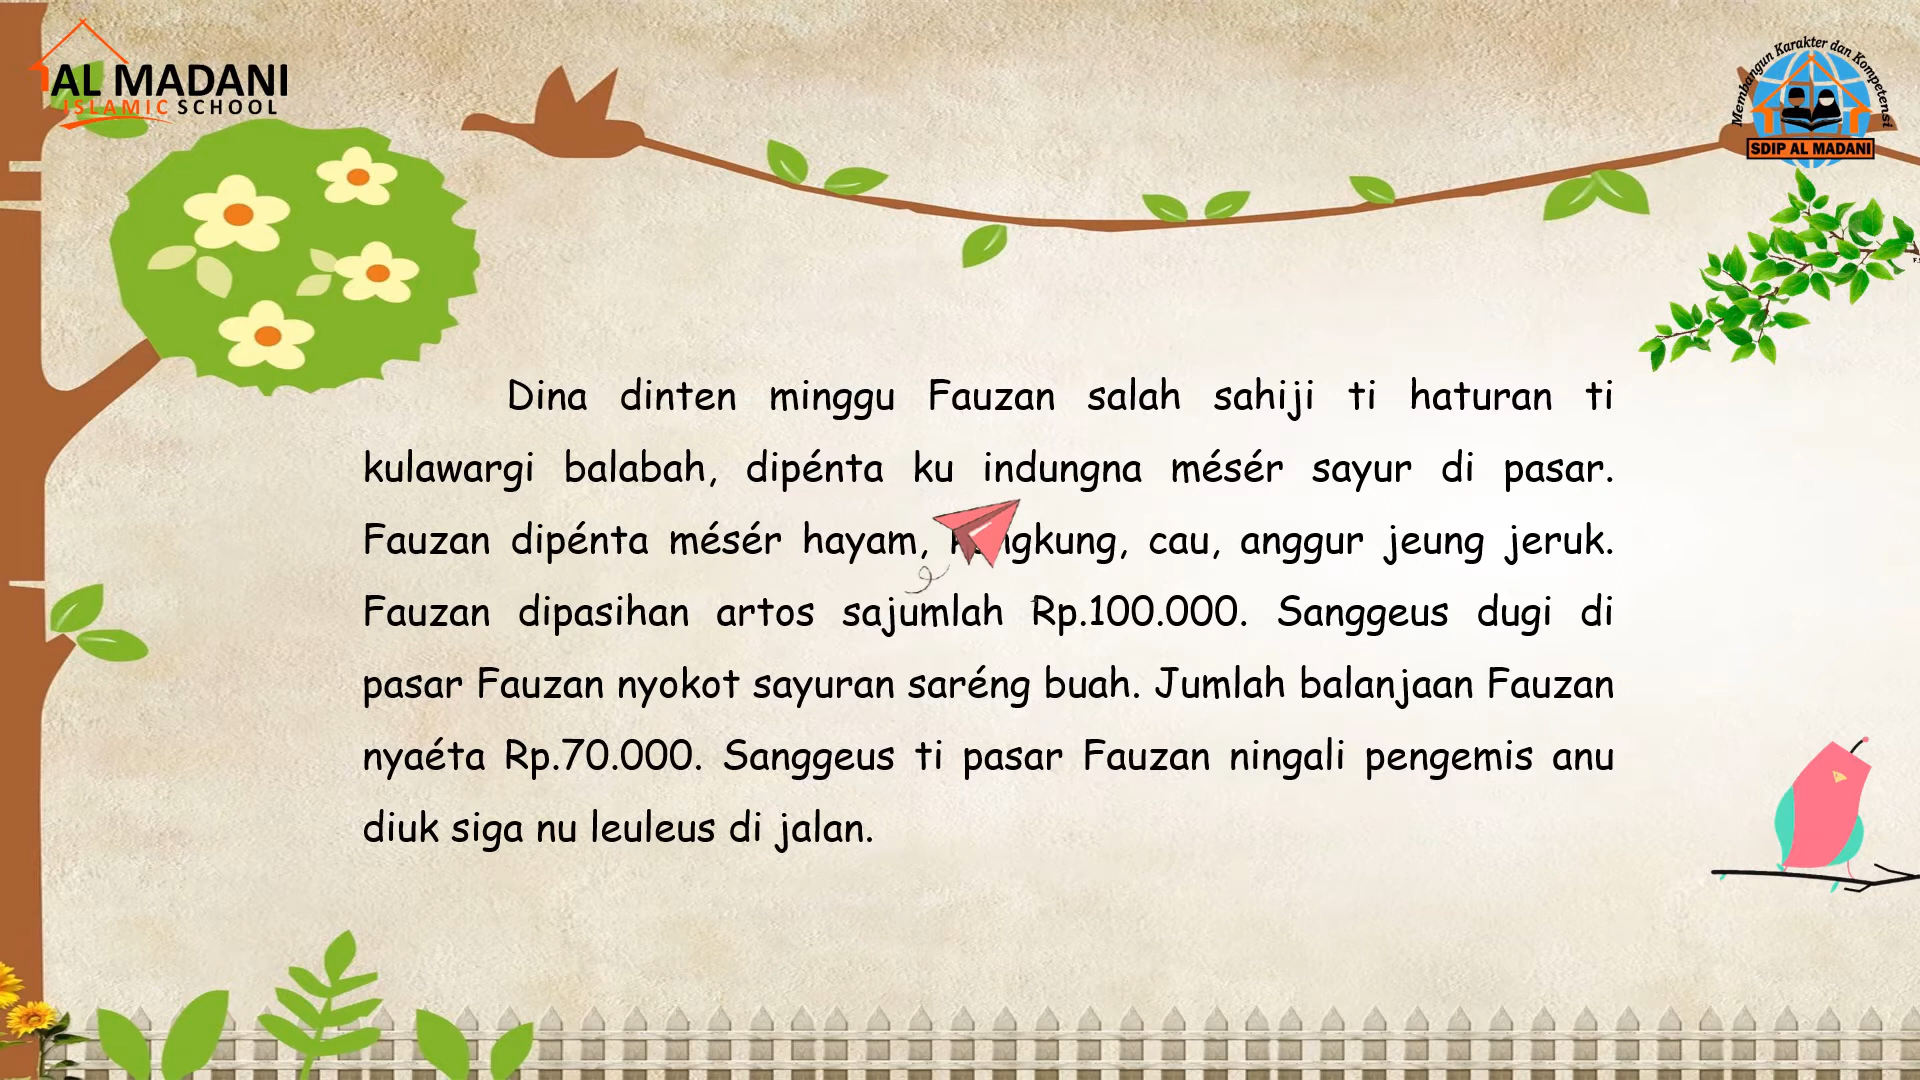 AL MADANI
ISLAMIC SCHOOL
Membangun Karakter dan Kompetensi
SDIP AL MADANI
Dina dinten minggu Fauzan salah sahiji ti haturan ti
kulawargi balabah, dipénta ku indungna mésér sayur di pasar.
Fauzan dipénta mésér hayam, kangkung, cau, anggur jeung jeruk.
Fauzan dipasihan artos sajumlah Rp.100.000. Sanggeus dugi di
pasar Fauzan nyokot sayuran saréng buah. Jumlah balanjaan Fauzan
nyaéta Rp.70.000. Sanggeus ti pasar Fauzan ningali pengemis anu
diuk siga nu leuleus di jalan.